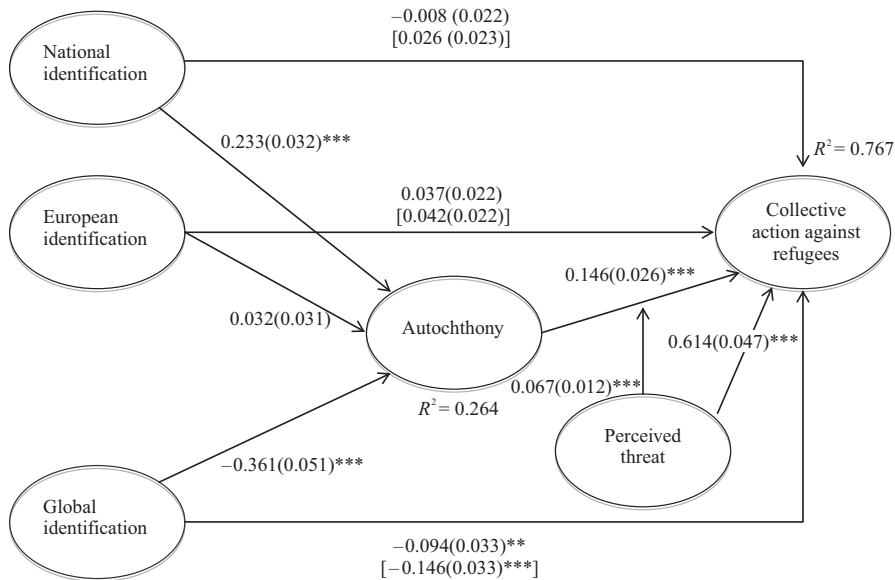 −0.008 (0.022)
[0.026 (0.023)]
National
identification
0.233(0.032)***
R² = 0.767
European
identification
0.037(0.022)
[0.042(0.022)]
Collective
action against
refugees
0.146(0.026)***
0.032(0.031)
Autochthony
0.614(0.047)***
0.067(0.012)***
R² = 0.264
Perceived
threat
−0.361(0.051)***
Global
identification
−0.094(0.033)**
[−0.146(0.033)***]